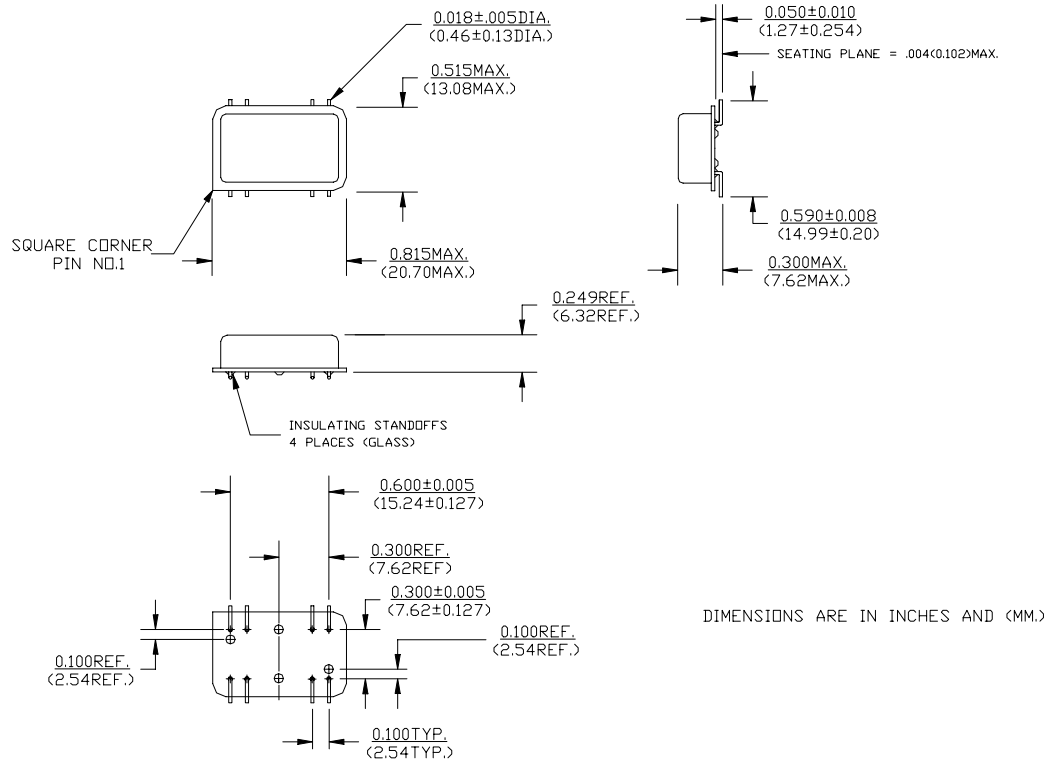 0.018±.005DIA.
(0.46±0.13DIA.)
0.515MAX.
(13.08MAX.)
0.050±0.010
(1.27±0.254)
SEATING PLANE = .004(0.102)MAX.
SQUARE CORNER
PIN NO.1
0.815MAX.
(20.70MAX.)
0.590±0.008
(14.99±0.20)
0.300MAX.
(7.62MAX.)
0.249REF.
(6.32REF.)
INSULATING STANDOFFS
4 PLACES (GLASS)
0.600±0.005
(15.24±0.127)
0.300REF.
(7.62REF)
0.300±0.005
(7.62±0.127)
0.100REF.
(2.54REF.)
0.100REF.
(2.54REF.)
0.100TYP.
(2.54TYP.)
DIMENSIONS ARE IN INCHES AND (MM.)